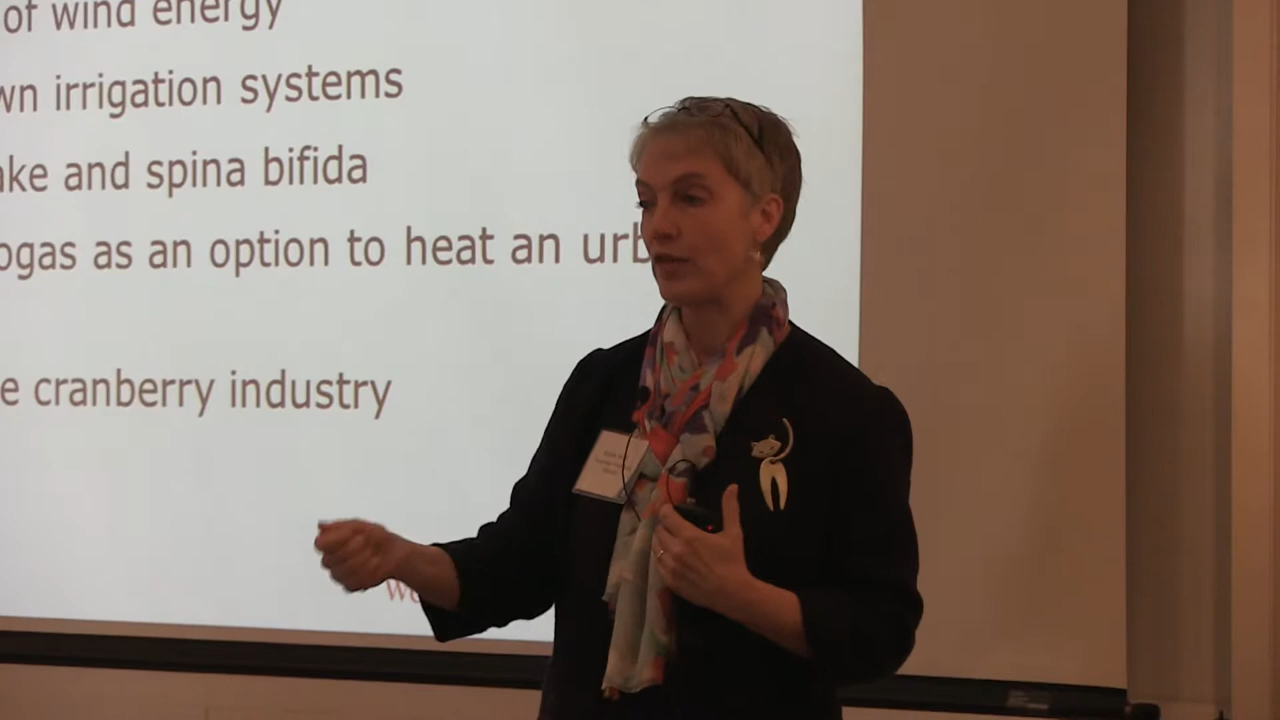 of wind energy
wn irrigation systems
ake and spina bifida
ogas as an option to heat an urb
e cranberry industry